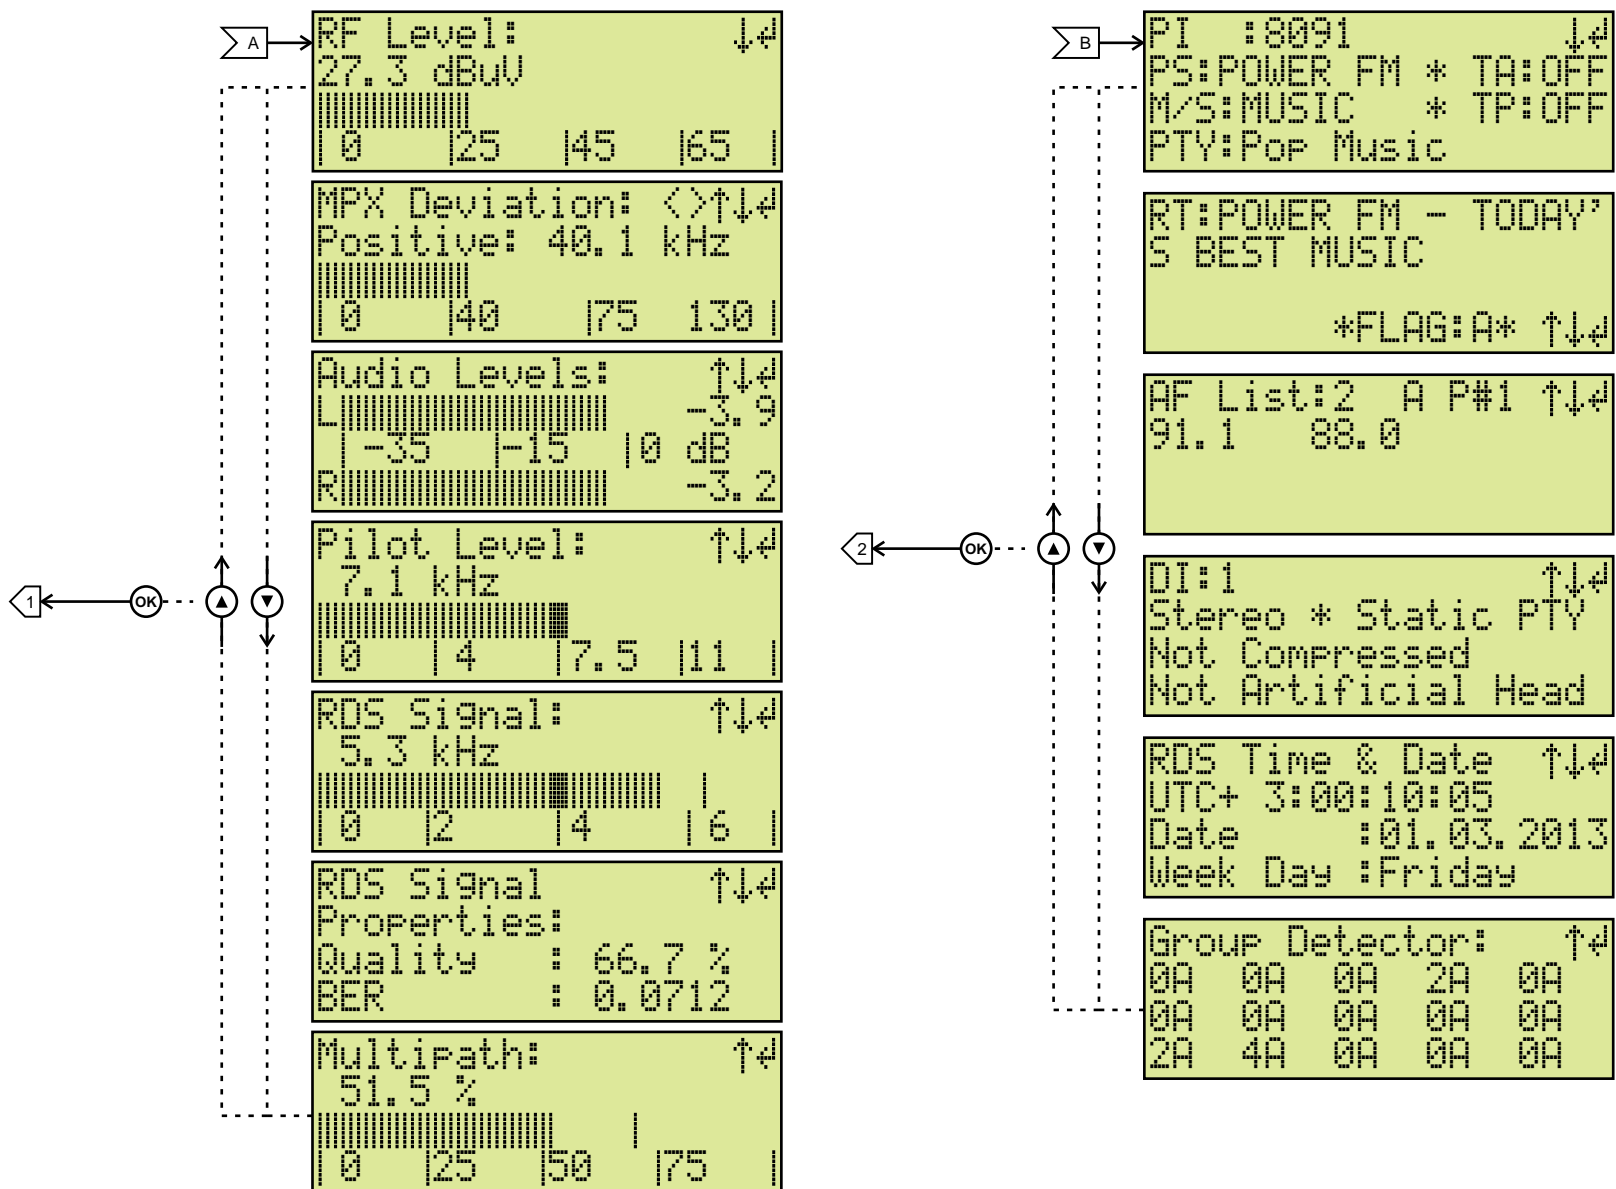 A
RF Level:
27.3 dBuV
|0 |25 |45 |65 |
MPX Deviation: <>↑↓↲
Positive: 40.1 kHz
|0 |40 |75 130|
Audio Levels: ↑↓↲
L -3.9
|-35 |-15 |0 dB
R -3.2
Pilot Level: ↑↓↲
7.1 kHz
|0 |4 |7.5 |11 |
RDS Signal: ↑↓↲
5.3 kHz
|0 |2 |4 |6 |
RDS Signal ↑↓↲
Properties:
Quality : 66.7 %
BER : 0.0712
Multipath: ↑↲
51.5 %
|0 |25 |50 |75 |
1
OK
B
PI :8091 ↓↲
PS:POWER FM * TA:OFF
M/S:MUSIC * TP:OFF
PTY:Pop Music
RT:POWER FM - TODAY'
S BEST MUSIC
*FLAG:A* ↑↓↲
AF List:2 A P#1 ↑↓↲
91.1 88.0
DI:1 ↑↓↲
Stereo * Static PTY
Not Compressed
Not Artificial Head
RDS Time & Date ↑↓↲
UTC+ 3:00:10:05
Date :01.03.2013
Week Day :Friday
Group Detector: ↑↲
0A 0A 0A 2A 0A
0A 0A 0A 0A 0A
2A 4A 0A 0A 0A
2
OK